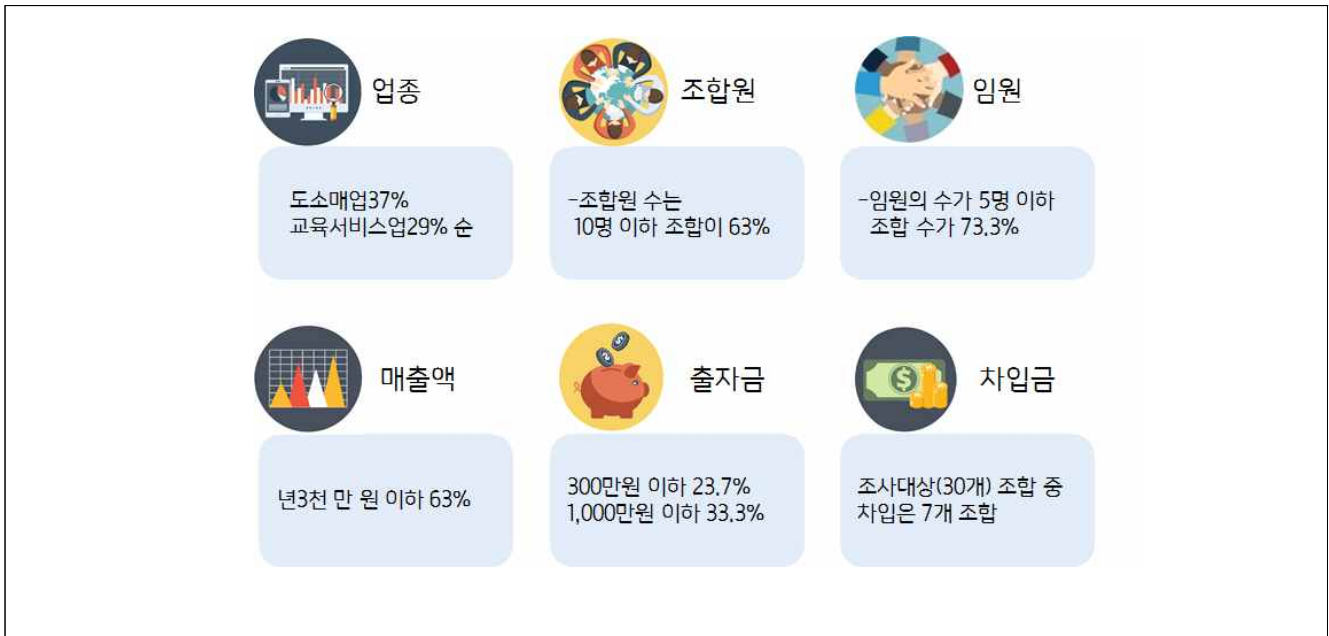 업종
도소매업37%
교육서비스업29% 순
조합원
-조합원 수는
10명 이하 조합이 63%
임원
-임원의 수가 5명 이하
조합 수가 73.3%
매출액
년3천 만 원 이하 63%
출자금
300만원 이하 23.7%
1,000만원 이하 33.3%
차입금
조사대상(30개) 조합 중
차입은 7개 조합